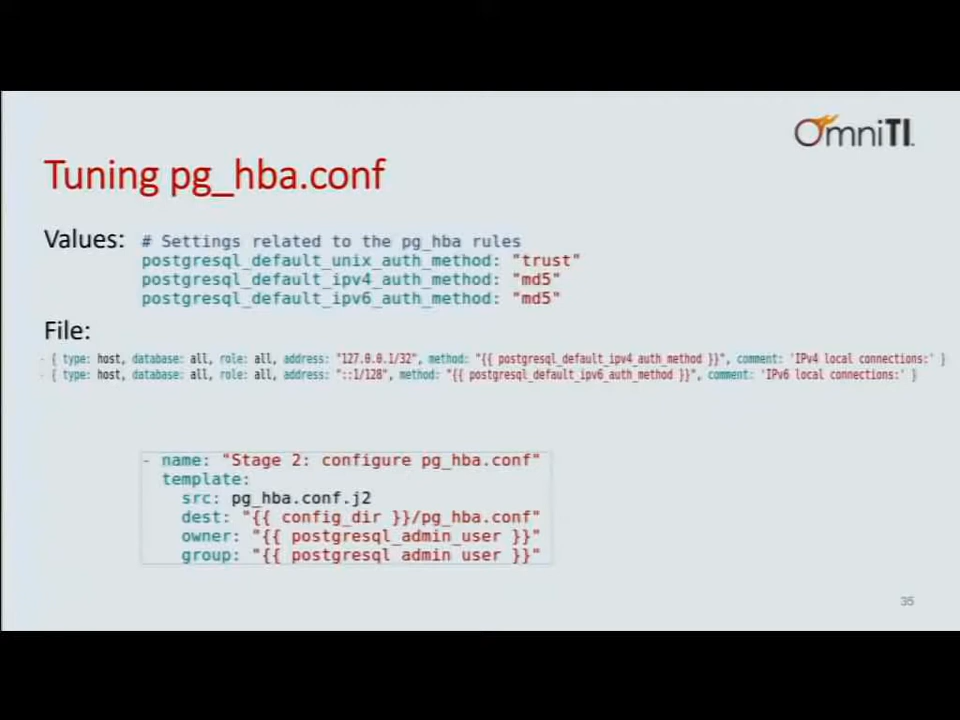 OmniTI
Tuning pg_hba.conf
Values:
# Settings related to the pg_hba rules
postgresql_default_unix_auth_method: "trust"
postgresql_default_ipv4_auth_method: "md5"
postgresql_default_ipv6_auth_method: "md5"
File:
- { type: host, database: all, role: all, address: "127.0.0.1/32", method: "{{ postgresql_default_ipv4_auth_method }}", comment: 'IPv4 local connections:' }
- { type: host, database: all, role: all, address: "::1/128", method: "{{ postgresql_default_ipv6_auth_method }}", comment: 'IPv6 local connections:' }
- name: "Stage 2: configure pg_hba.conf"
template:
src: pg_hba.conf.j2
dest: "{{ config_dir }}/pg_hba.conf"
owner: "{{ postgresql_admin_user }}"
group: "{{ postgresql_admin_user }}"
35